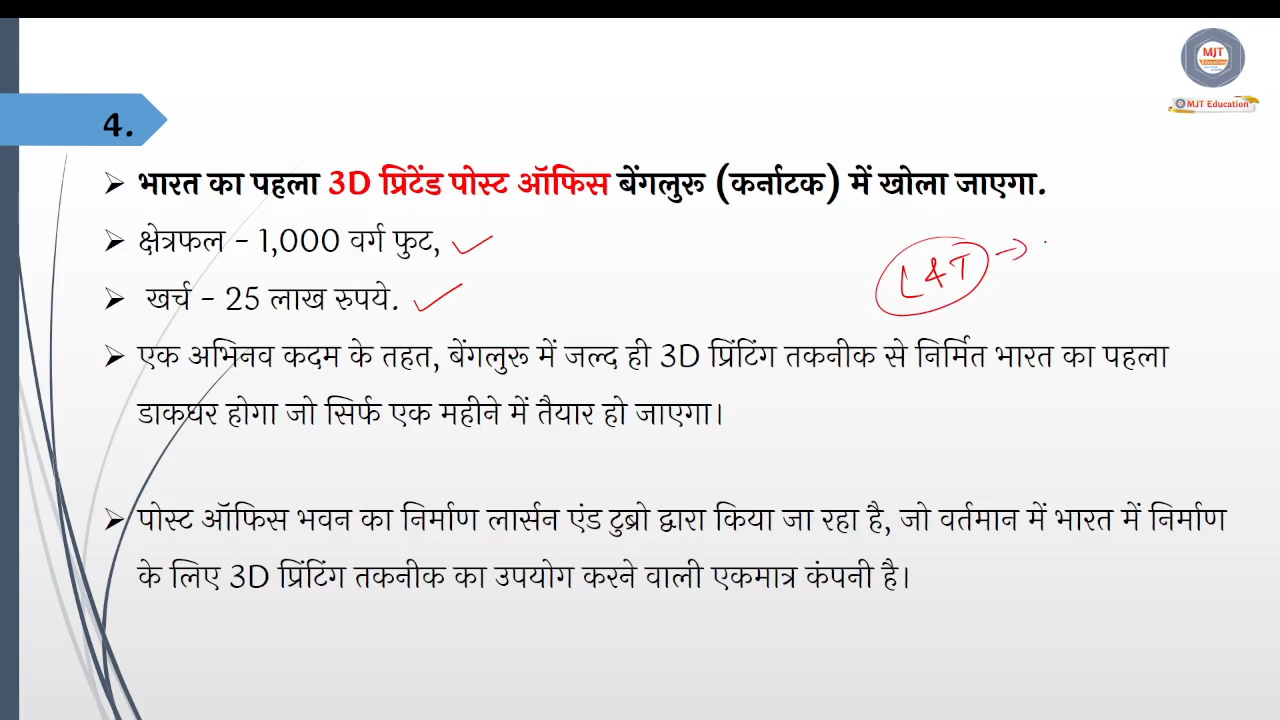 MJT
Education
MJT Education
4.
भारत का पहला 3D प्रिटेंड पोस्ट ऑफिस बेंगलुरू (कर्नाटक) में खोला जाएगा.
क्षेत्रफल - 1,000 वर्ग फुट,
L&T →
खर्च - 25 लाख रुपये.
एक अभिनव कदम के तहत, बेंगलुरू में जल्द ही 3D प्रिंटिंग तकनीक से निर्मित भारत का पहला
डाकघर होगा जो सिर्फ एक महीने में तैयार हो जाएगा।
पोस्ट ऑफिस भवन का निर्माण लार्सन एंड टुब्रो द्वारा किया जा रहा है, जो वर्तमान में भारत में निर्माण
के लिए 3D प्रिंटिंग तकनीक का उपयोग करने वाली एकमात्र कंपनी है।